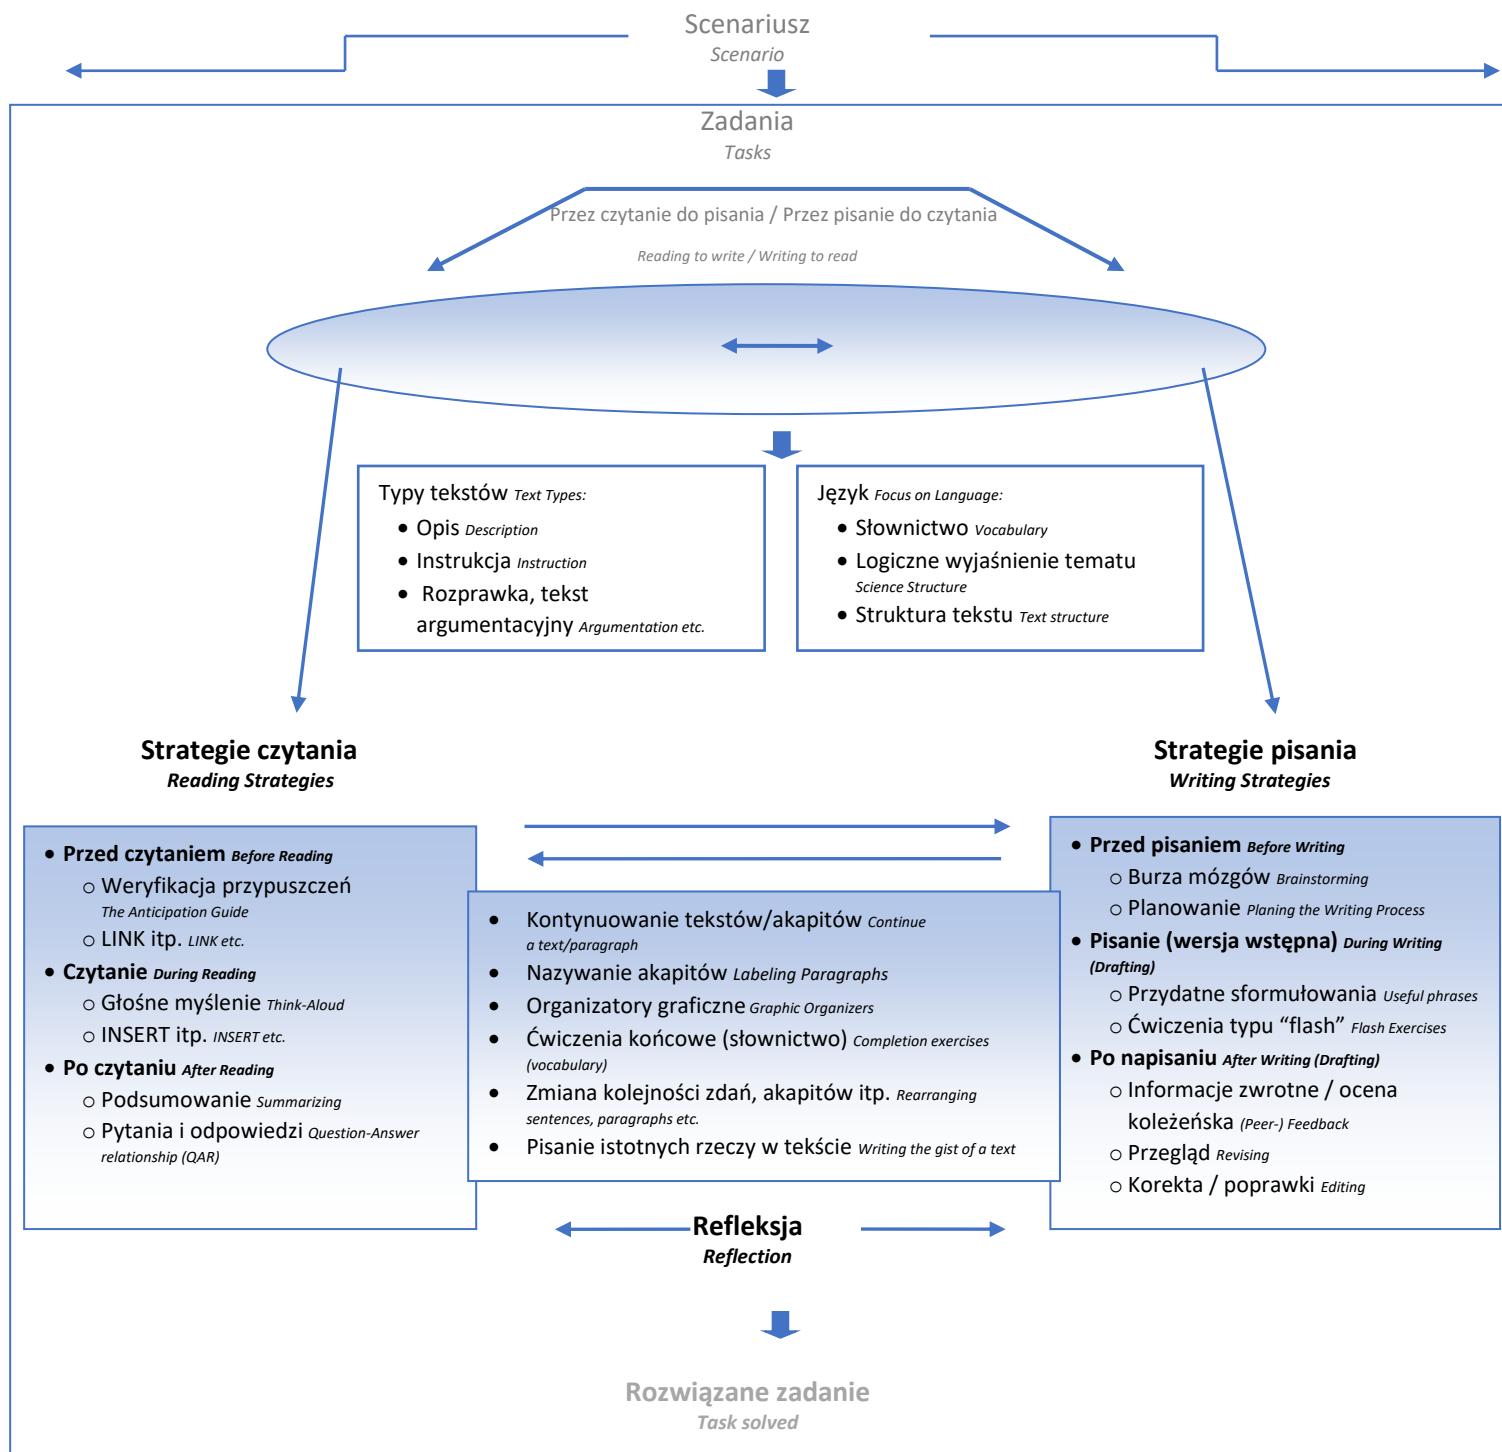 Scenariusz
Scenario
Zadania
Tasks
Przez czytanie do pisania / Przez pisanie do czytania
Reading to write / Writing to read
Typy tekstów Text Types:
• Opis Description
• Instrukcja Instruction
• Rozprawka, tekst
argumentacyjny Argumentation etc.
Język Focus on Language:
• Słownictwo Vocabulary
• Logiczne wyjaśnienie tematu
Science Structure
• Struktura tekstu Text structure
Strategie czytania
Reading Strategies
Strategie pisania
Writing Strategies
• Przed czytaniem Before Reading
o Weryfikacja przypuszczeń
The Anticipation Guide
o LINK itp. LINK etc.
• Czytanie During Reading
o Głośne myślenie Think-Aloud
o INSERT itp. INSERT etc.
• Po czytaniu After Reading
o Podsumowanie Summarizing
o Pytania i odpowiedzi Question-Answer
relationship (QAR)
• Kontynuowanie tekstów/akapitów Continue
a text/paragraph
• Nazywanie akapitów Labeling Paragraphs
• Organizatory graficzne Graphic Organizers
• Ćwiczenia końcowe (słownictwo) Completion exercises
(vocabulary)
• Zmiana kolejności zdań, akapitów itp. Rearranging
sentences, paragraphs etc.
• Pisanie istotnych rzeczy w tekście Writing the gist of a text
• Przed pisaniem Before Writing
o Burza mózgów Brainstorming
o Planowanie Planing the Writing Process
• Pisanie (wersja wstępna) During Writing
(Drafting)
o Przydatne sformułowania Useful phrases
o Ćwiczenia typu “flash” Flash Exercises
• Po napisaniu After Writing (Drafting)
o Informacje zwrotne / ocena
koleżeńska (Peer-) Feedback
o Przegląd Revising
o Korekta / poprawki Editing
Refleksja
Reflection
Rozwiązane zadanie
Task solved